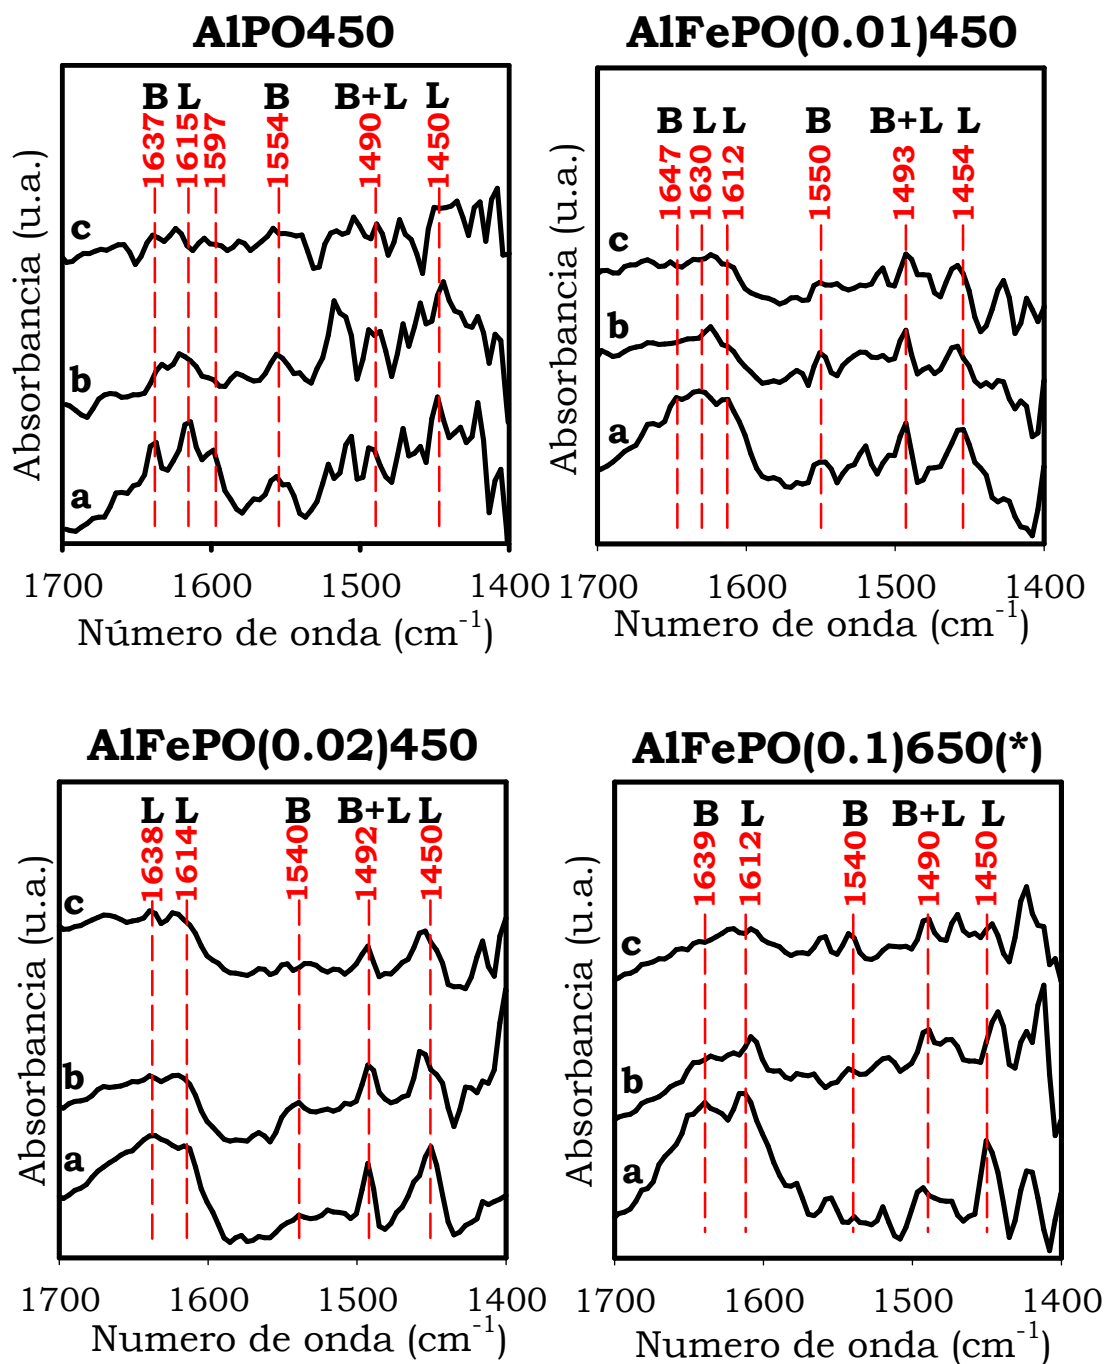 AlPO450
B L B B+L L
1637 1615 1597 1554 1490 1450
c
b
a
Absorbancia (u.a.)
1700 1600 1500 1400
Número de onda (cm⁻¹)
AlFePO(0.01)450
B L L B B+L L
1647 1630 1612 1550 1493 1454
c
b
a
Absorbancia (u.a.)
1700 1600 1500 1400
Numero de onda (cm⁻¹)
AlFePO(0.02)450
L L B B+L L
1638 1614 1540 1492 1450
c
b
a
Absorbancia (u.a.)
1700 1600 1500 1400
Numero de onda (cm⁻¹)
AlFePO(0.1)650(*)
B L B B+L L
1639 1612 1540 1490 1450
c
b
a
Absorbancia (u.a.)
1700 1600 1500 1400
Numero de onda (cm⁻¹)